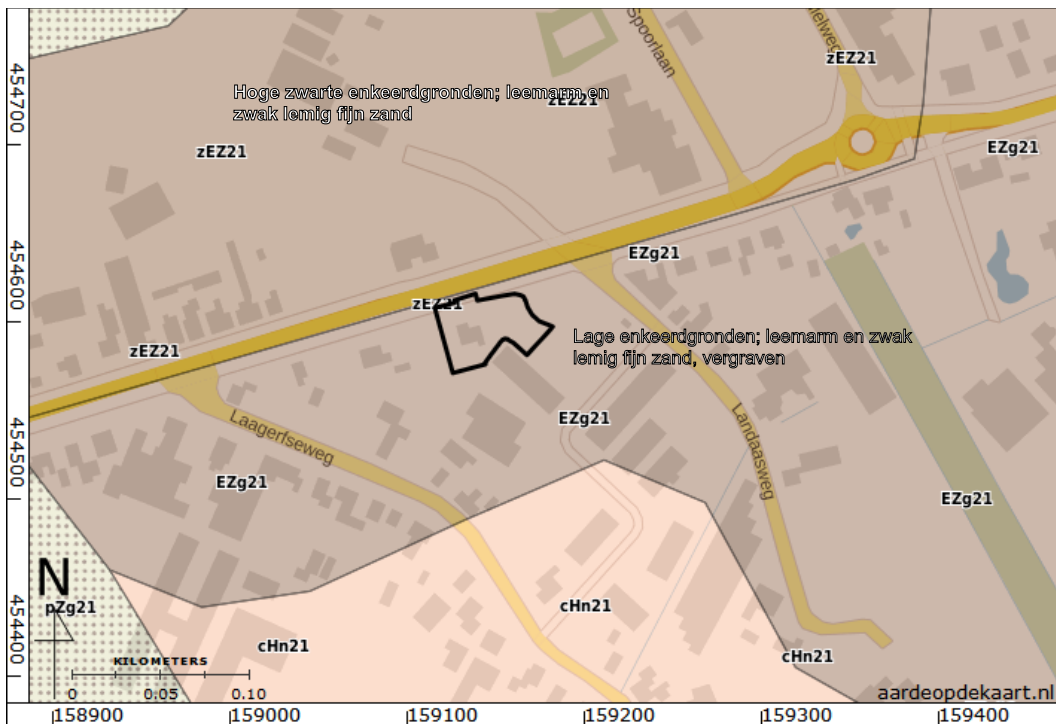 Spoorlaan
elweg
zEZ21
Hoge zwarte enkeerdgronden; leemarm en
zwak lemig fijn zand
zEZ21
454700
zEZ21
EZg21
EZg21
454600
zEZ21
zEZ21
Lage enkeerdgronden; leemarm en zwak
lemig fijn zand, vergraven
EZg21
Laagerfseweg
Landaasweg
454500
EZg21
EZg21
N
pZg21
cHn21
454400
cHn21
cHn21
KILOMETERS
0 0.05 0.10
aardeopdekaart.nl
158900 159000 159100 159200 159300 159400